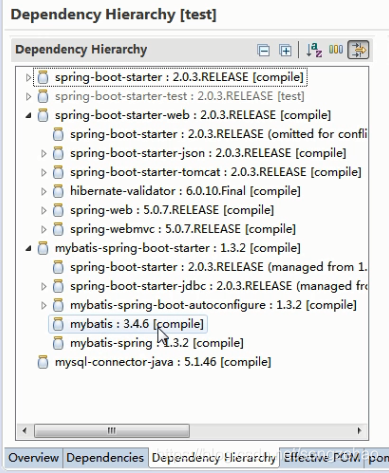 Dependency Hierarchy [test]
Dependency Hierarchy
spring-boot-starter : 2.0.3.RELEASE [compile]
spring-boot-starter-test : 2.0.3.RELEASE [test]
spring-boot-starter-web : 2.0.3.RELEASE [compile]
spring-boot-starter : 2.0.3.RELEASE (omitted for confli
spring-boot-starter-json : 2.0.3.RELEASE [compile]
spring-boot-starter-tomcat : 2.0.3.RELEASE [compile]
hibernate-validator : 6.0.10.Final [compile]
spring-web : 5.0.7.RELEASE [compile]
spring-webmvc : 5.0.7.RELEASE [compile]
mybatis-spring-boot-starter : 1.3.2 [compile]
spring-boot-starter : 2.0.3.RELEASE (managed from 1.
spring-boot-starter-jdbc : 2.0.3.RELEASE (managed fro
mybatis-spring-boot-autoconfigure : 1.3.2 [compile]
mybatis : 3.4.6 [compile]
mybatis-spring : 1.3.2 [compile]
mysql-connector-java : 5.1.46 [compile]
Overview Dependencies Dependency Hierarchy Effective POM pon